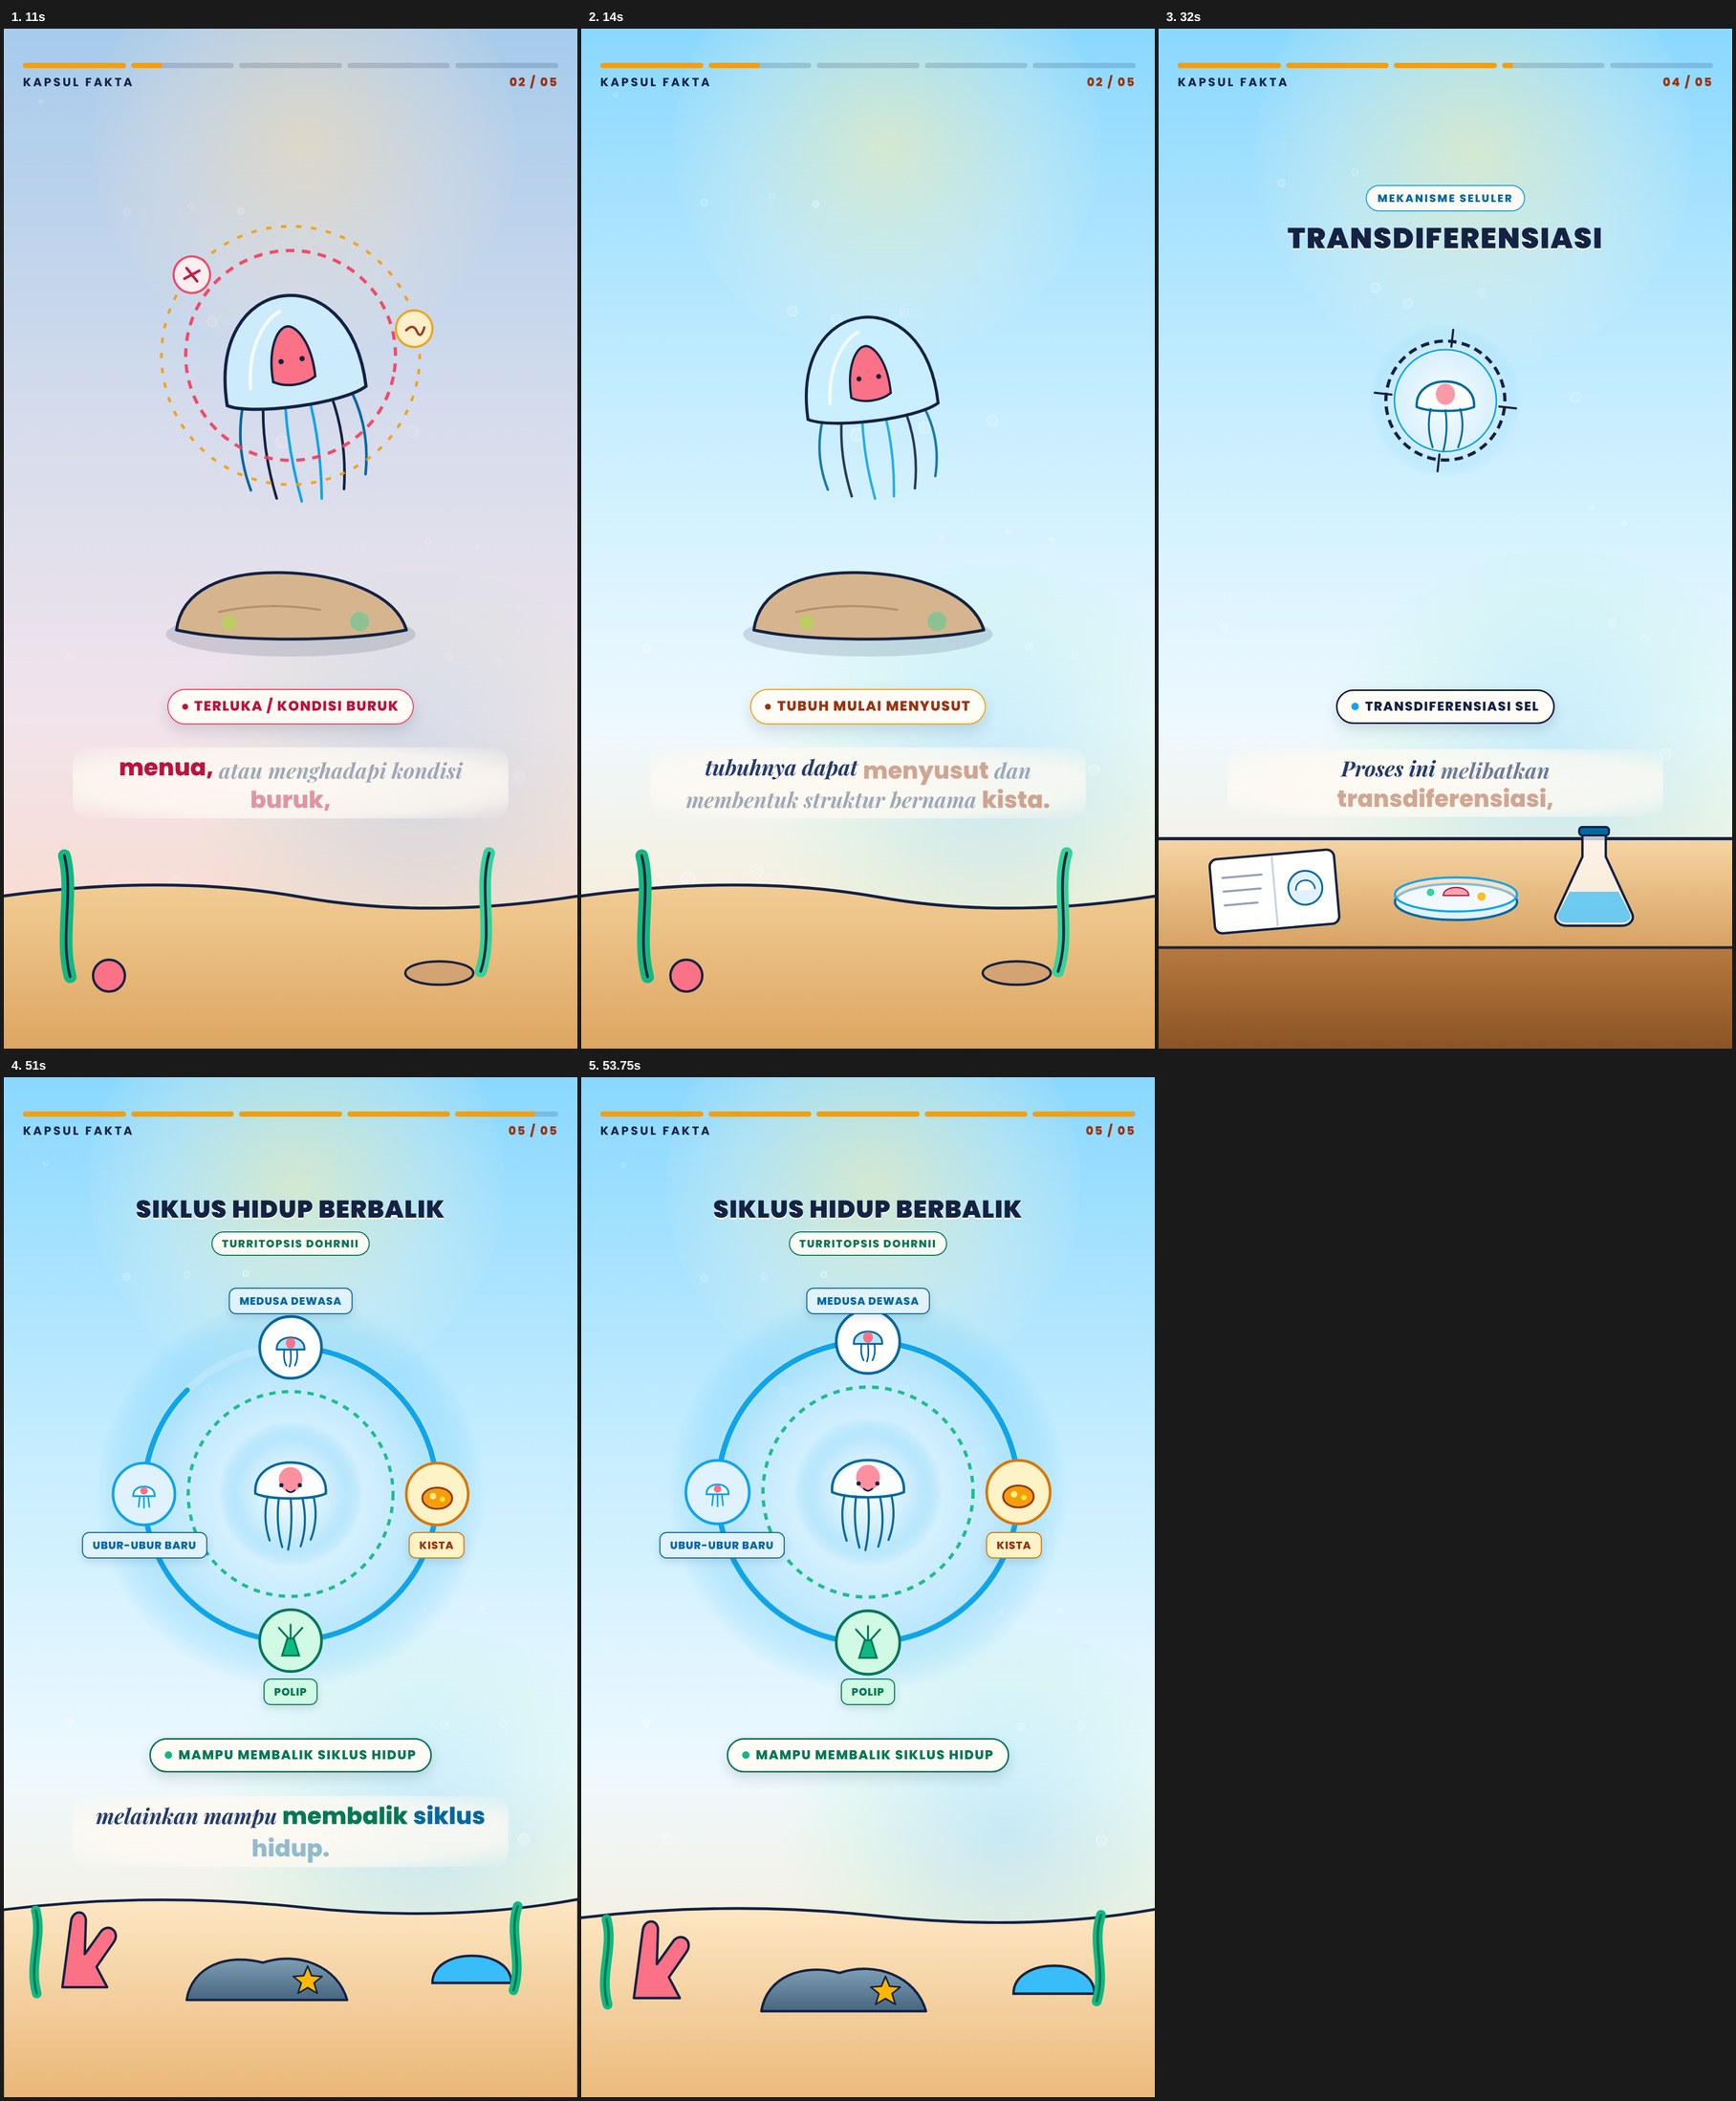 1. 11s
KAPSUL FAKTA
02 / 05
TERLUKA / KONDISI BURUK
menua, atau menghadapi kondisi
buruk,
2. 14s
KAPSUL FAKTA
02 / 05
TUBUH MULAI MENYUSUT
tubuhnya dapat menyusut dan
membentuk struktur bernama kista.
3. 32s
KAPSUL FAKTA
04 / 05
MEKANISME SELULER
TRANSDIFERENSIASI
TRANSDIFERENSIASI SEL
Proses ini melibatkan
transdiferensiasi,
4. 51s
KAPSUL FAKTA
05 / 05
SIKLUS HIDUP BERBALIK
TURRITOPSIS DOHRNII
MEDUSA DEWASA
UBUR-UBUR BARU
KISTA
POLIP
MAMPU MEMBALIK SIKLUS HIDUP
melainkan mampu membalik siklus
hidup.
5. 53.75s
KAPSUL FAKTA
05 / 05
SIKLUS HIDUP BERBALIK
TURRITOPSIS DOHRNII
MEDUSA DEWASA
UBUR-UBUR BARU
KISTA
POLIP
MAMPU MEMBALIK SIKLUS HIDUP